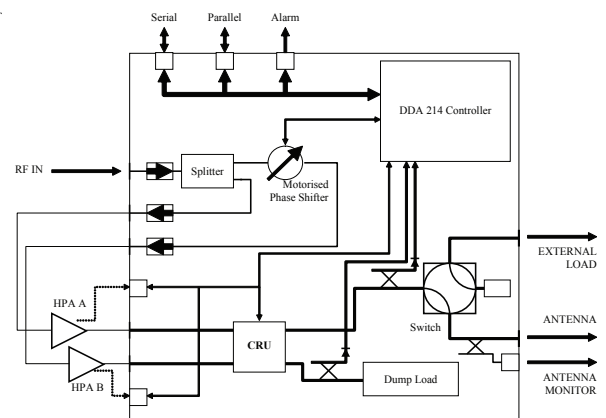 Serial Parallel Alarm
DDA 214 Controller
RF IN
Splitter
Motorised
Phase Shifter
EXTERNAL
LOAD
HPA A
Switch
ANTENNA
CRU
HPA B
Dump Load
ANTENNA
MONITOR